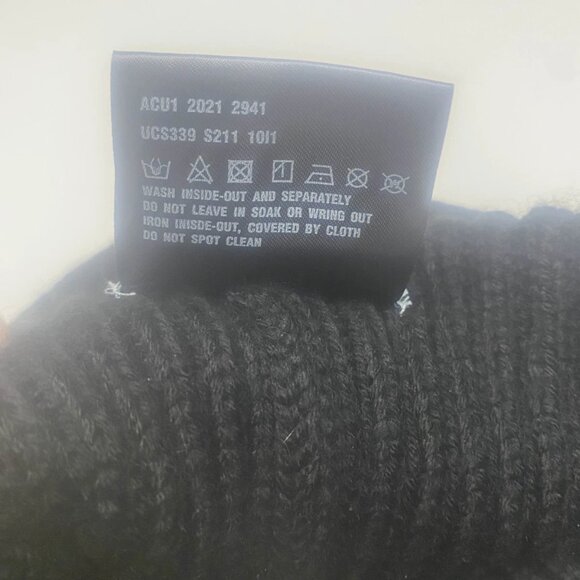 ACU1 2021 2941
UCS339 S211 10I1
WASH INSIDE-OUT AND SEPARATELY
DO NOT LEAVE IN SOAK OR WRING OUT
IRON INISDE-OUT, COVERED BY CLOTH
DO NOT SPOT CLEAN